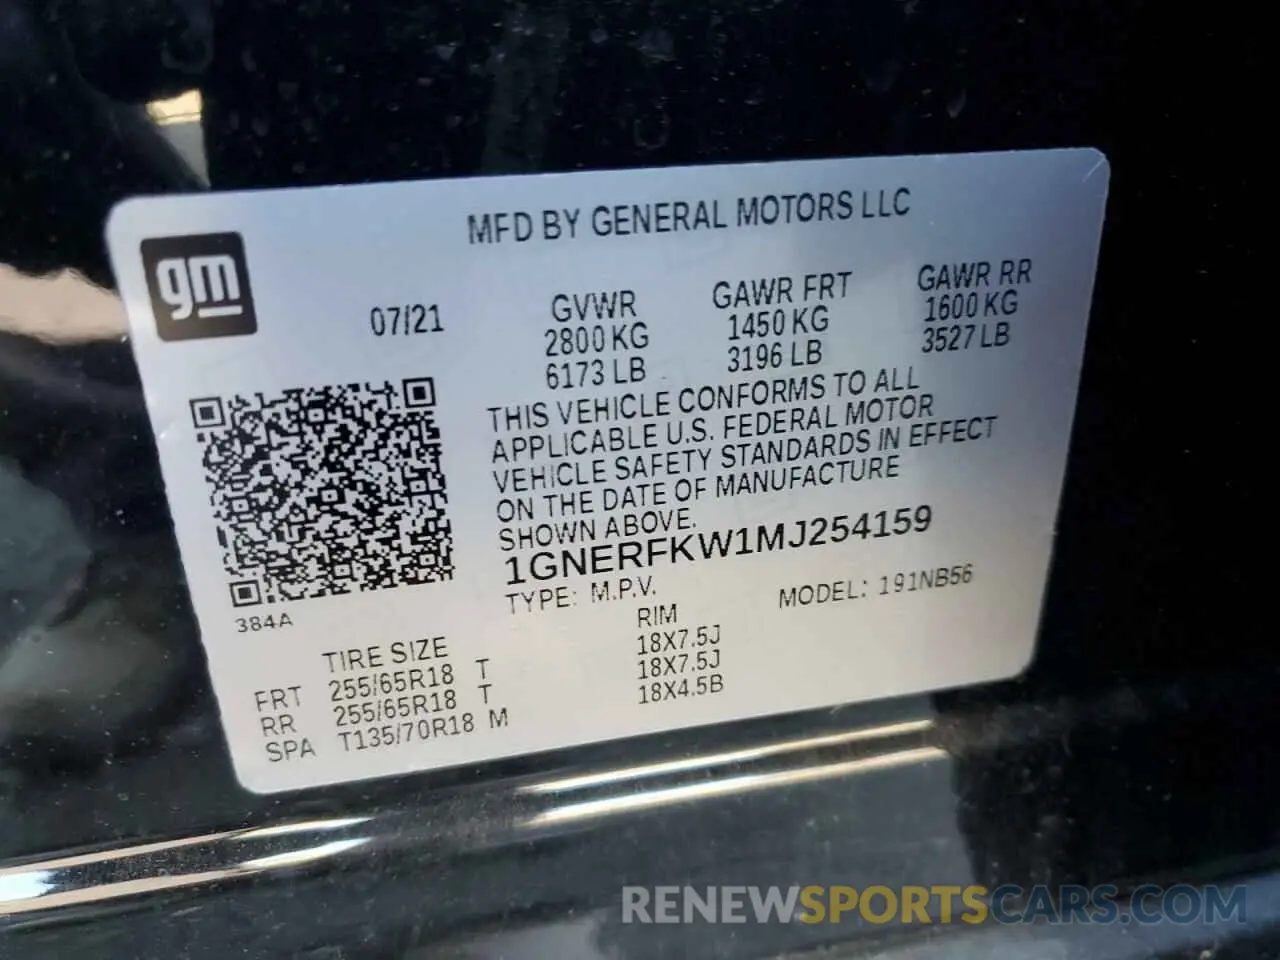 MFD BY GENERAL MOTORS LLC
gm
07/21
GVWR GAWR FRT GAWR RR
2800 KG 1450 KG 1600 KG
6173 LB 3196 LB 3527 LB
THIS VEHICLE CONFORMS TO ALL
APPLICABLE U.S. FEDERAL MOTOR
VEHICLE SAFETY STANDARDS IN EFFECT
ON THE DATE OF MANUFACTURE
SHOWN ABOVE.
1GNERFKW1MJ254159
TYPE: M.P.V. MODEL: 191NB56
384A
TIRE SIZE RIM
FRT 255/65R18 T 18X7.5J
RR 255/65R18 T 18X7.5J
SPA T135/70R18 M 18X4.5B
RENEWSPORTSCARS.COM